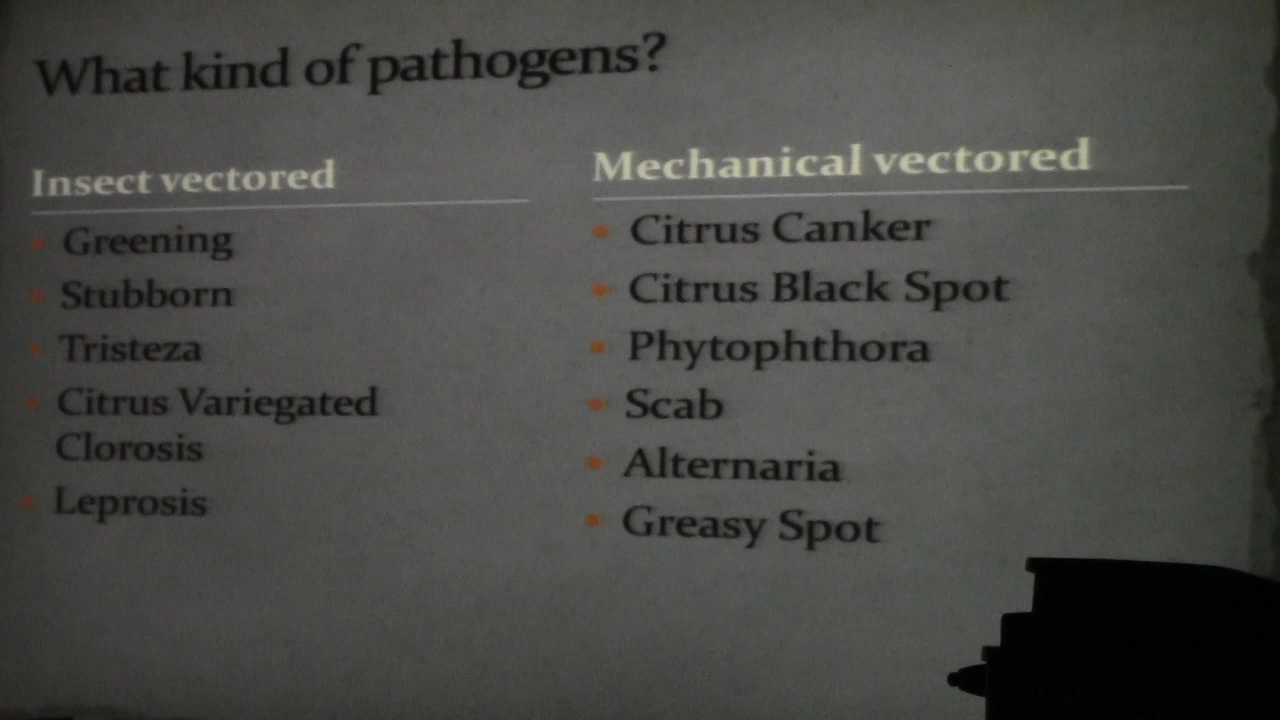 What kind of pathogens?
Insect vectored
Greening
Stubborn
Tristeza
Citrus Variegated
Clorosis
Leprosis
Mechanical vectored
Citrus Canker
Citrus Black Spot
Phytophthora
Scab
Alternaria
Greasy Spot